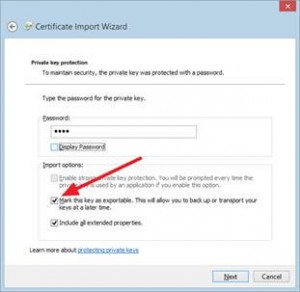 Certificate Import Wizard
Private key protection
To maintain security, the private key was protected with a password.
Type the password for the private key.
Password:
••••
Display Password
Import options:
Enable strong private key protection. You will be prompted every time the
private key is used by an application if you enable this option.
Mark this key as exportable. This will allow you to back up or transport your
keys at a later time.
Include all extended properties.
Learn more about protecting private keys
Next
Cancel